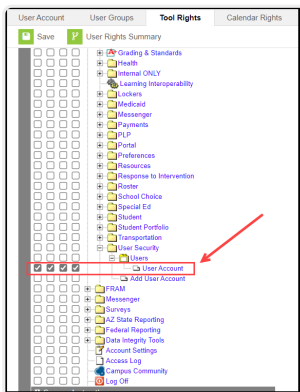 User Account User Groups Tool Rights Calendar Rights
Save User Rights Summary
Grading & Standards
Health
Internal ONLY
Learning Interoperability
Lockers
Medicaid
Messenger
Payments
PLP
Portal
Preferences
Resources
Response to Intervention
Roster
School Choice
Special Ed
Student
Student Portfolio
Transportation
User Security
Users
User Account
Add User Account
FRAM
Messenger
Surveys
AZ State Reporting
Federal Reporting
Data Integrity Tools
Account Settings
Access Log
Campus Community
Log Off